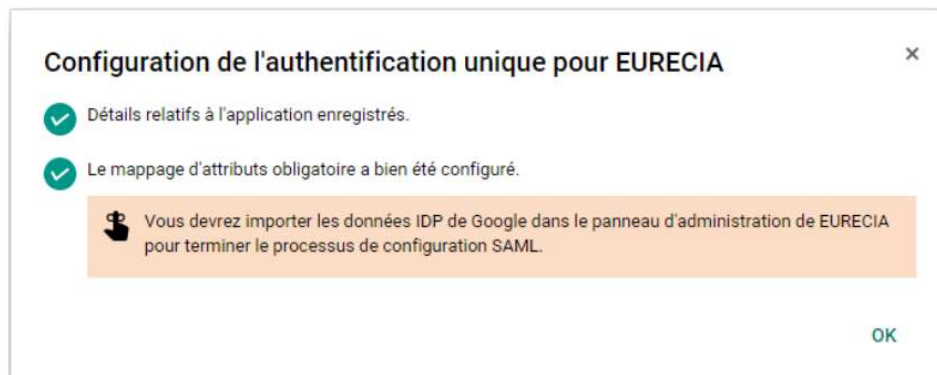 Configuration de l'authentification unique pour EURECIA
Détails relatifs à l'application enregistrés.
Le mappage d'attributs obligatoire a bien été configuré.
Vous devrez importer les données IDP de Google dans le panneau d'administration de EURECIA
pour terminer le processus de configuration SAML.
OK